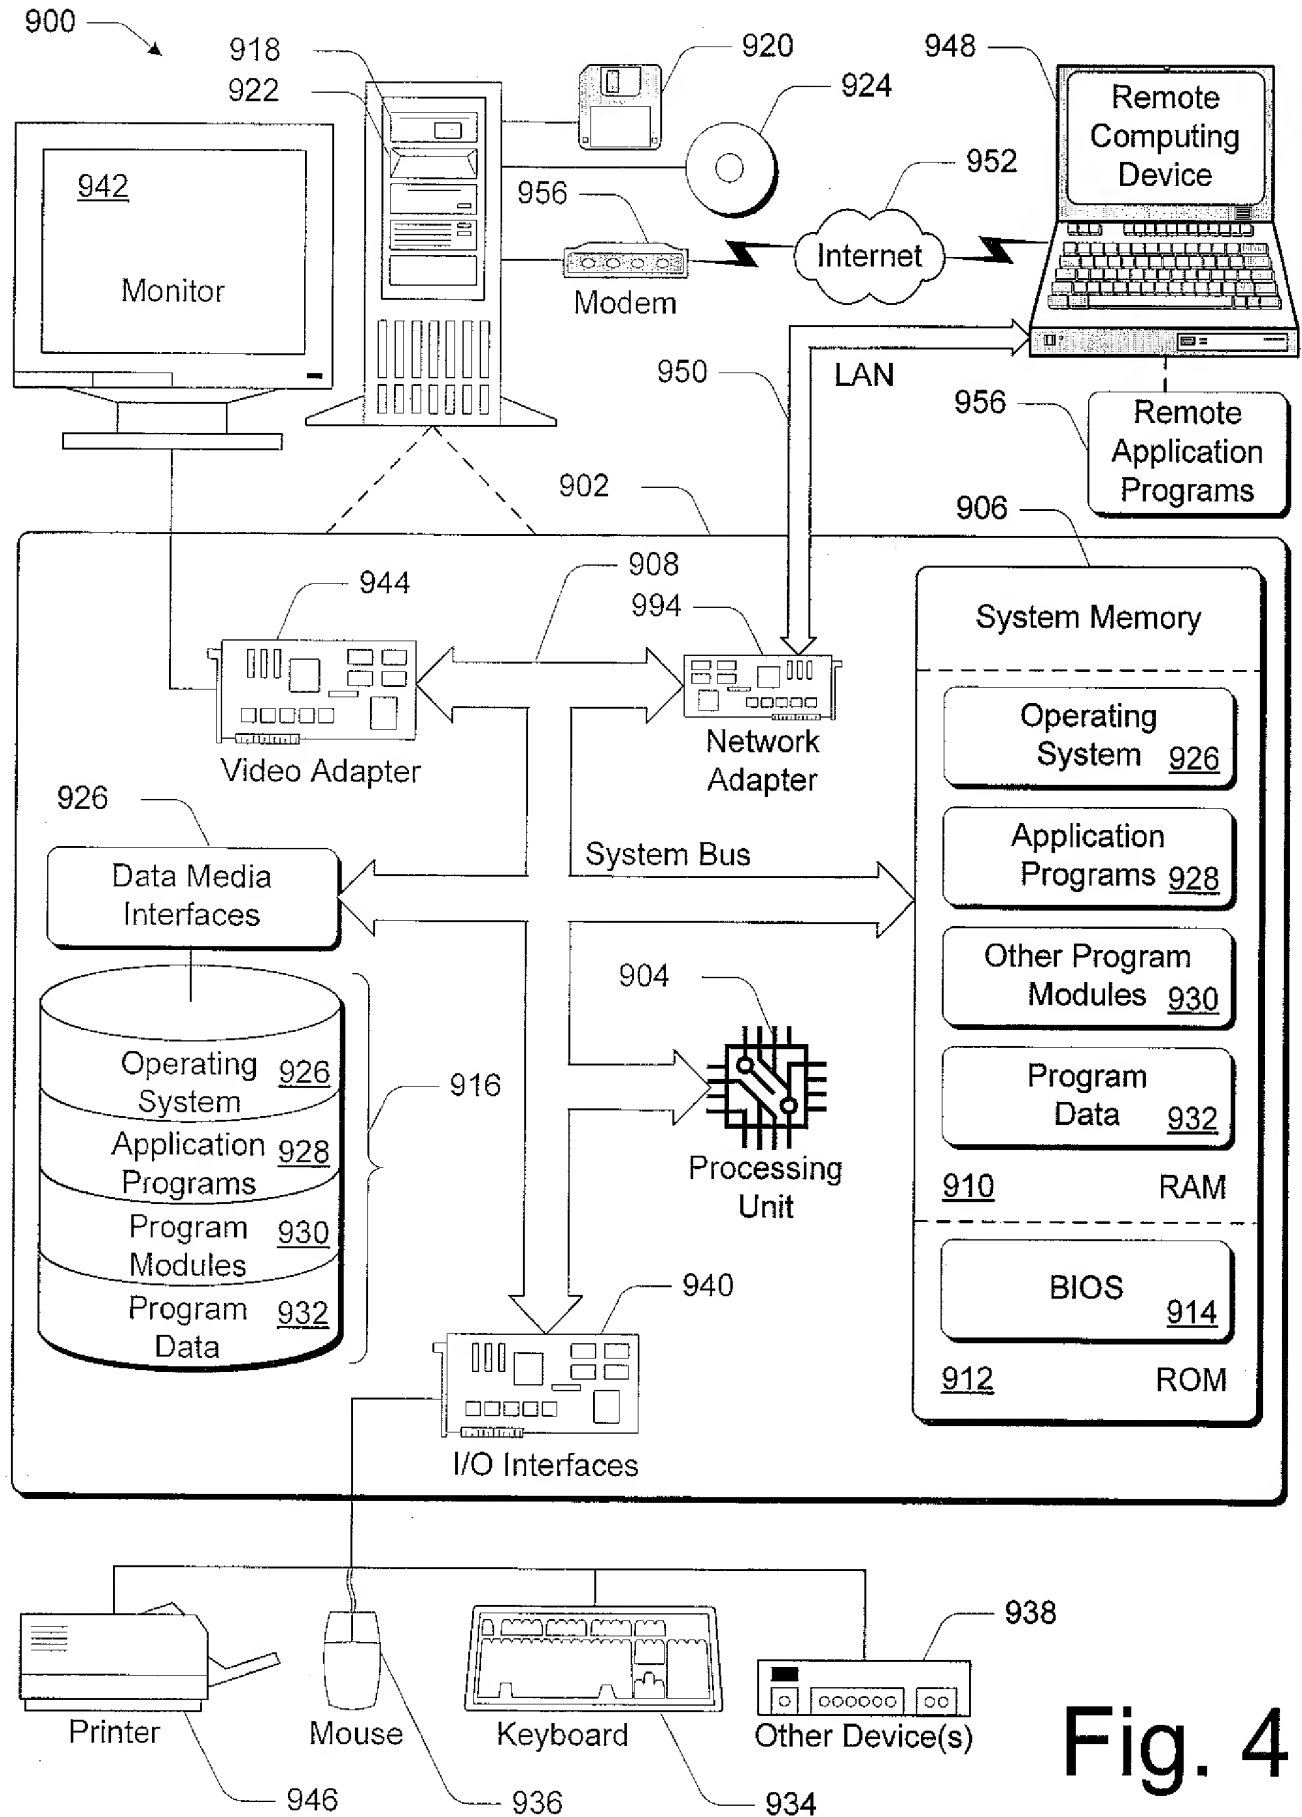 900
918
922
920
924
948
Remote
Computing
Device
942
Monitor
956
Modem
952
Internet
950
LAN
956
Remote
Application
Programs
902
906
908
944
994
System Memory
Video Adapter
Network
Adapter
Operating
System 926
926
Data Media
Interfaces
System Bus
Application
Programs 928
904
Other Program
Modules 930
Operating
System 926
916
Program
Data 932
Application
Programs 928
Processing
Unit
910 RAM
Program
Modules 930
940
BIOS
914
Program
Data 932
912 ROM
I/O Interfaces
938
Printer
Mouse
Keyboard
Other Device(s)
946
936
934
Fig. 4